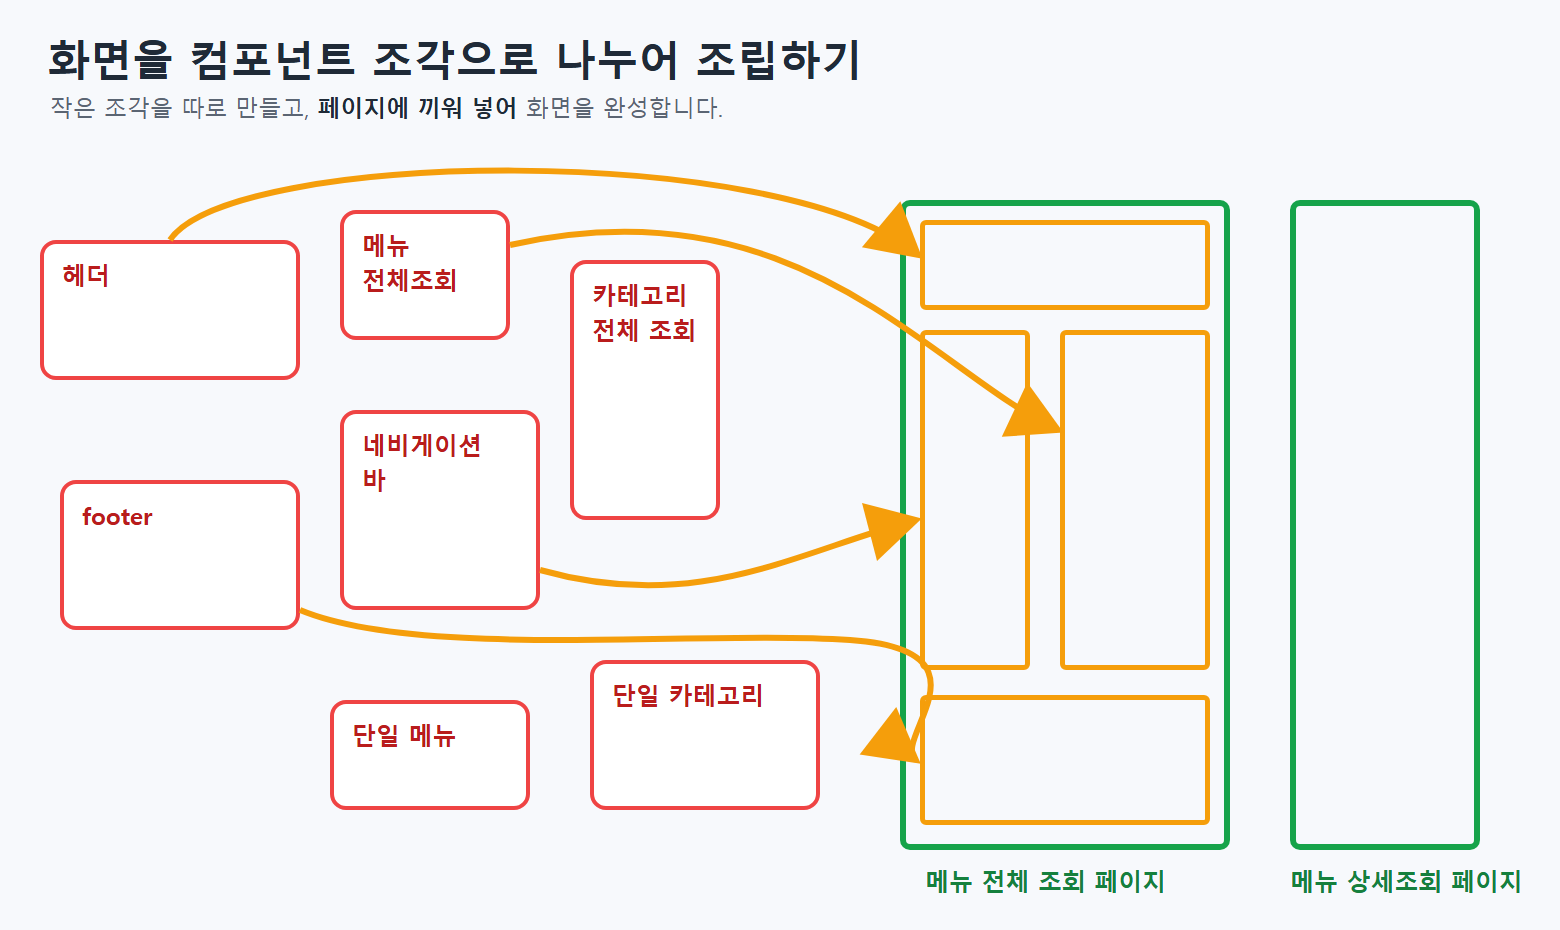 화면을 컴포넌트 조각으로 나누어 조립하기
작은 조각을 따로 만들고, 페이지에 끼워 넣어 화면을 완성합니다.
헤더
메뉴
전체조회
카테고리
전체 조회
네비게이션
바
footer
단일 메뉴
단일 카테고리
메뉴 전체 조회 페이지
메뉴 상세조회 페이지